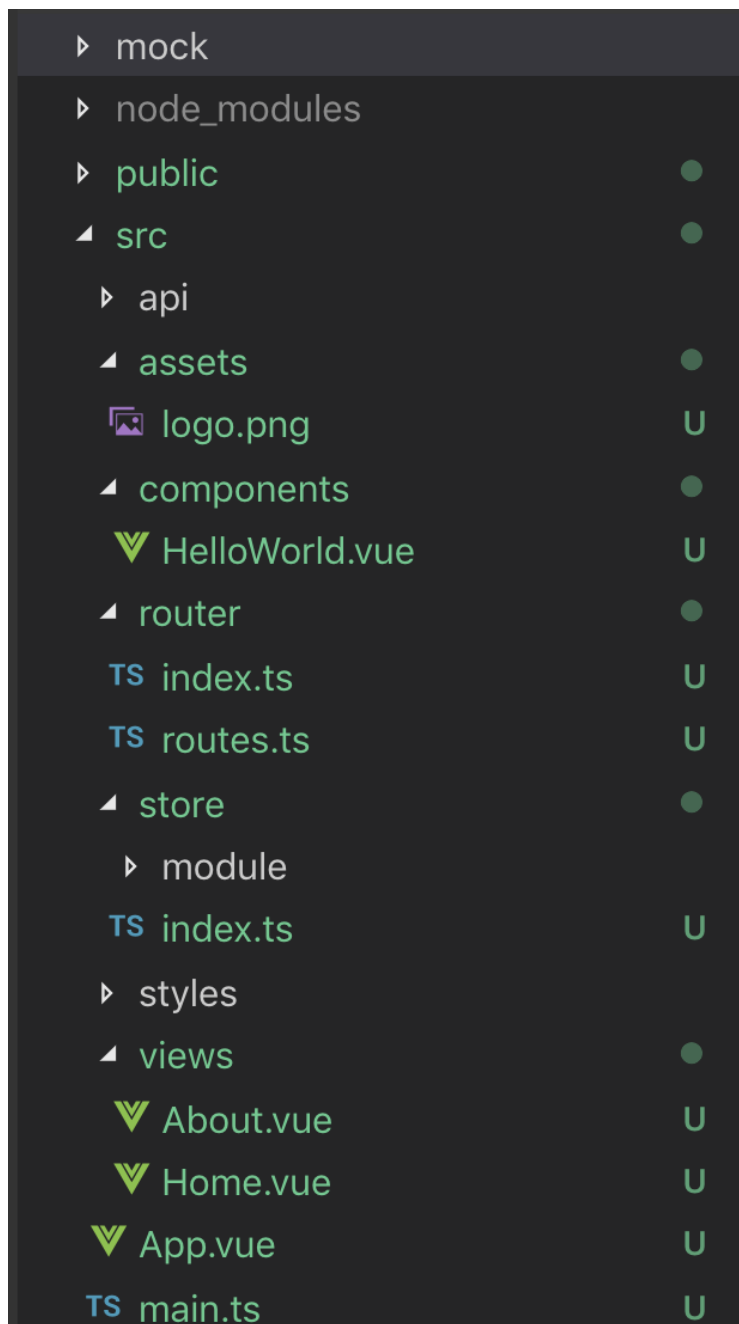 mock
node_modules
public
src
api
assets
logo.png U
components
HelloWorld.vue U
router
TS index.ts U
TS routes.ts U
store
module
TS index.ts U
styles
views
About.vue U
Home.vue U
App.vue U
TS main.ts U